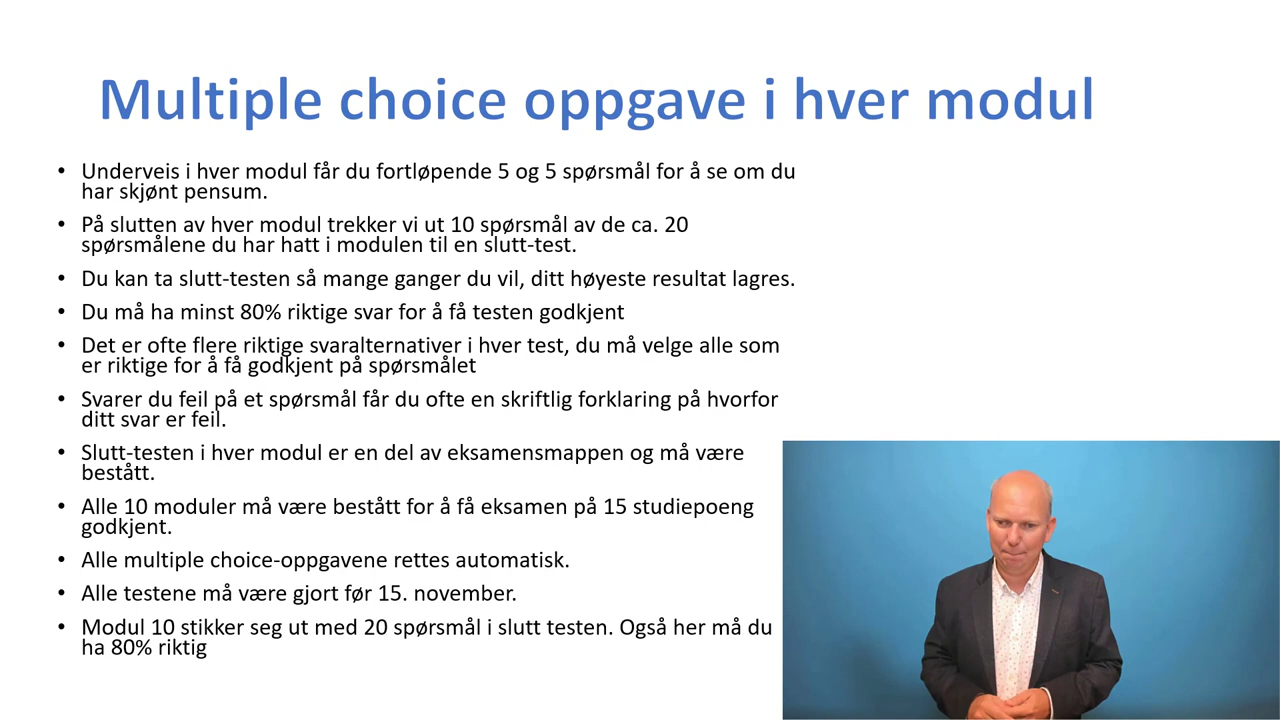 Multiple choice oppgave i hver modul
• Underveis i hver modul får du fortløpende 5 og 5 spørsmål for å se om du
har skjønt pensum.
• På slutten av hver modul trekker vi ut 10 spørsmål av de ca. 20
spørsmålene du har hatt i modulen til en slutt-test.
• Du kan ta slutt-testen så mange ganger du vil, ditt høyeste resultat lagres.
• Du må ha minst 80% riktige svar for å få testen godkjent
• Det er ofte flere riktige svaralternativer i hver test, du må velge alle som
er riktige for å få godkjent på spørsmålet
• Svarer du feil på et spørsmål får du ofte en skriftlig forklaring på hvorfor
ditt svar er feil.
• Slutt-testen i hver modul er en del av eksamensmappen og må være
bestått.
• Alle 10 moduler må være bestått for å få eksamen på 15 studiepoeng
godkjent.
• Alle multiple choice-oppgavene rettes automatisk.
• Alle testene må være gjort før 15. november.
• Modul 10 stikker seg ut med 20 spørsmål i slutt testen. Også her må du
ha 80% riktig